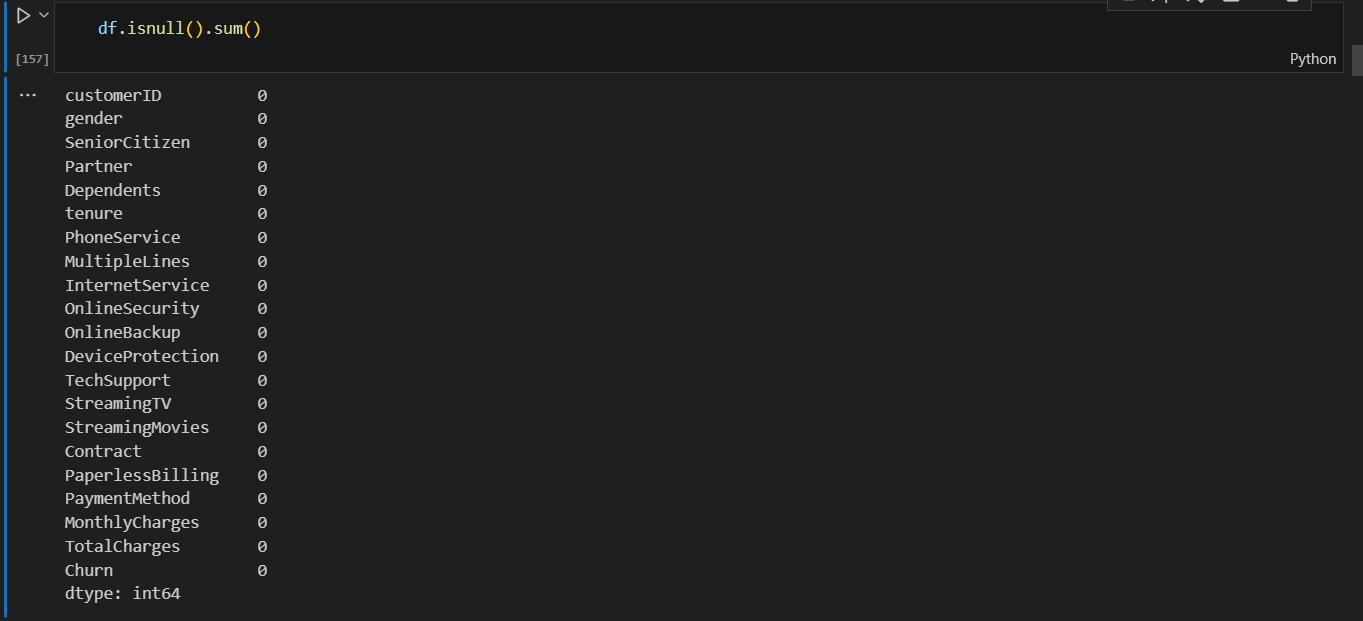 df.isnull().sum()
[157]
Python
... 
customerID 0
gender 0
SeniorCitizen 0
Partner 0
Dependents 0
tenure 0
PhoneService 0
MultipleLines 0
InternetService 0
OnlineSecurity 0
OnlineBackup 0
DeviceProtection 0
TechSupport 0
StreamingTV 0
StreamingMovies 0
Contract 0
PaperlessBilling 0
PaymentMethod 0
MonthlyCharges 0
TotalCharges 0
Churn 0
dtype: int64